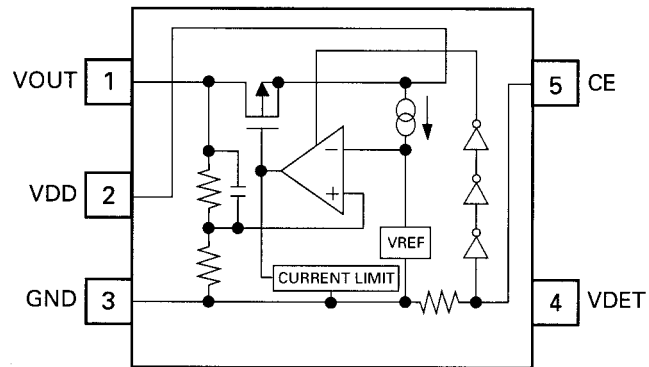 VOUT 1
5 CE
VDD 2
−
+
VREF
CURRENT LIMIT
GND 3
4 VDET